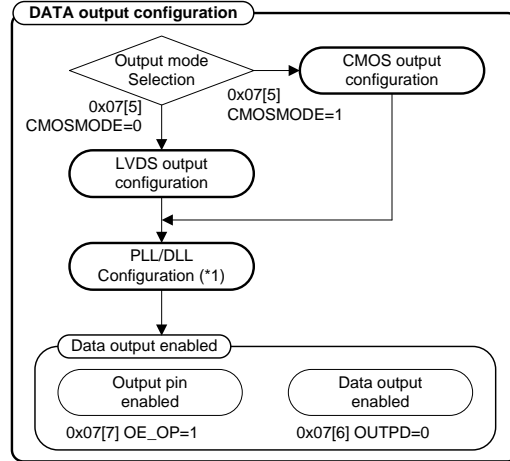 DATA output configuration
Output mode
Selection
0x07[5]
CMOSMODE=0
0x07[5]
CMOSMODE=1
CMOS output
configuration
LVDS output
configuration
PLL/DLL
Configuration (*1)
Data output enabled
Output pin
enabled
0x07[7] OE_OP=1
Data output
enabled
0x07[6] OUTPD=0